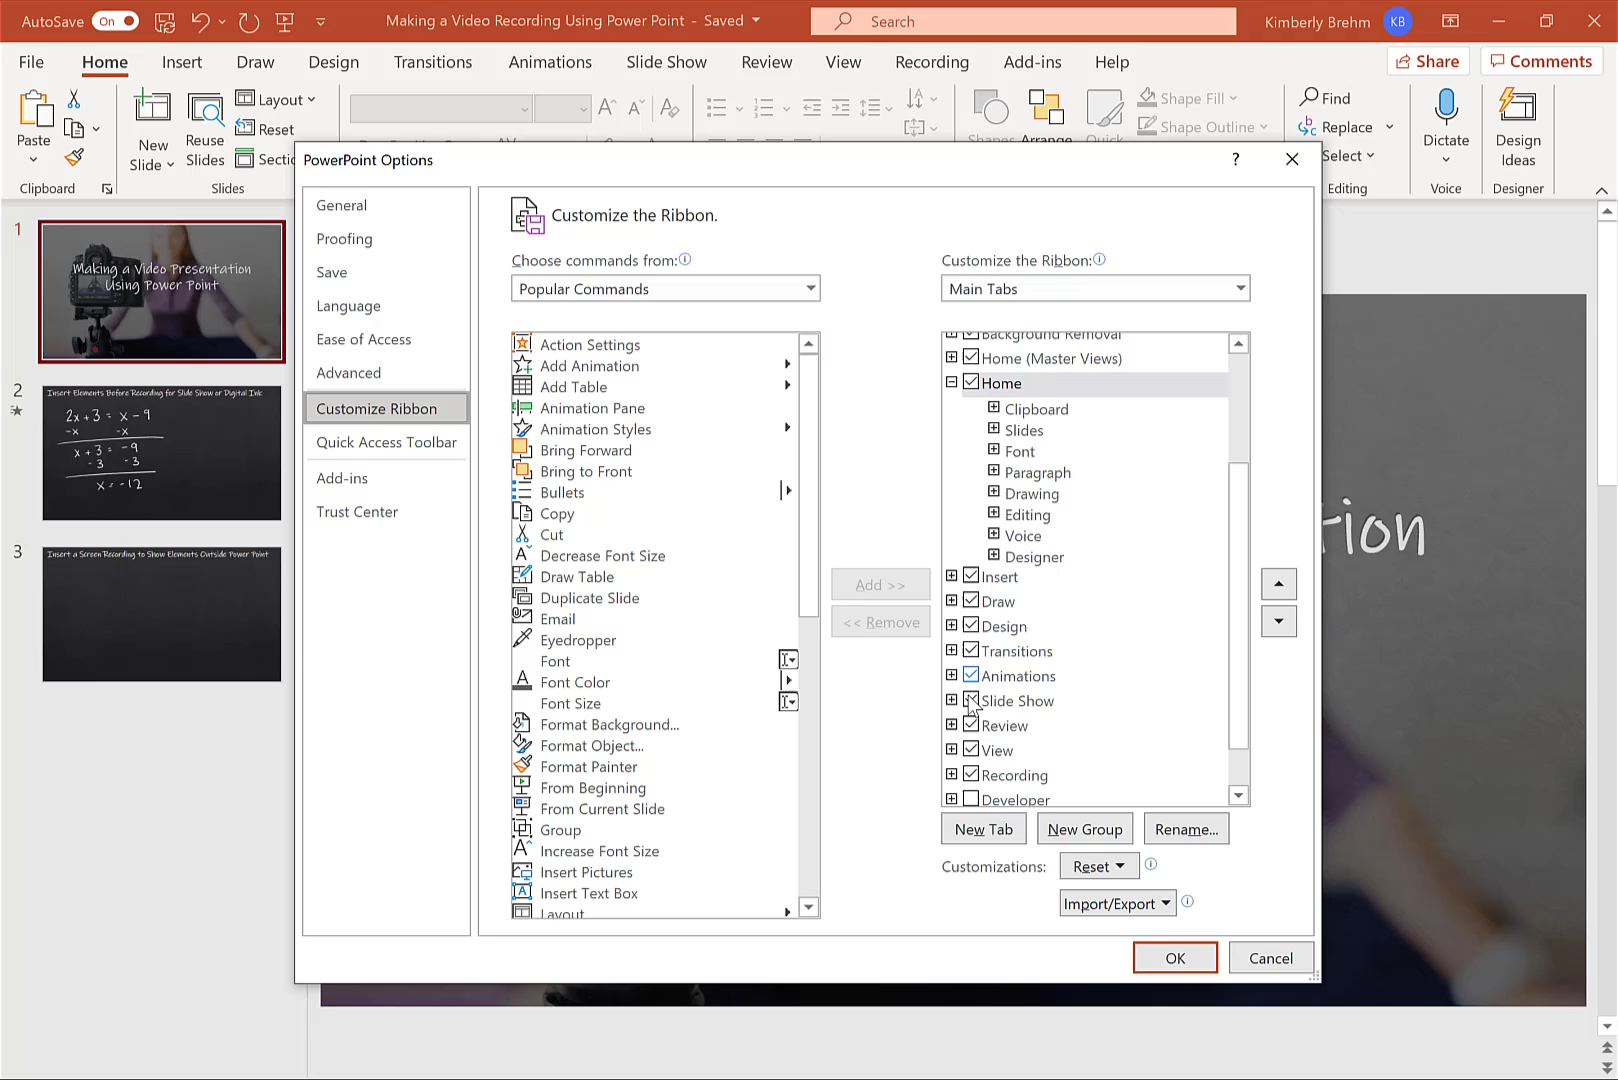 AutoSave On
Making a Video Recording Using Power Point - Saved
Search
Kimberly Brehm KB
File Home Insert Draw Design Transitions Animations Slide Show Review View Recording Add-ins Help
Share Comments
Paste
Clipboard
New Slide
Reuse Slides
Layout
Reset
Slides
Shape Fill
Shape Outline
Find
Replace
Select
Editing
Dictate
Voice
Design Ideas
Designer
PowerPoint Options
General
Proofing
Save
Language
Ease of Access
Advanced
Customize Ribbon
Quick Access Toolbar
Add-ins
Trust Center
Customize the Ribbon.
Choose commands from:
Popular Commands
Action Settings
Add Animation
Add Table
Animation Pane
Animation Styles
Bring Forward
Bring to Front
Bullets
Copy
Cut
Decrease Font Size
Draw Table
Duplicate Slide
Email
Eyedropper
Font
Font Color
Font Size
Format Background...
Format Object...
Format Painter
From Beginning
From Current Slide
Group
Increase Font Size
Insert Pictures
Insert Text Box
Layout
Add >>
<< Remove
Customize the Ribbon:
Main Tabs
Background Removal
Home (Master Views)
Home
Clipboard
Slides
Font
Paragraph
Drawing
Editing
Voice
Designer
Insert
Draw
Design
Transitions
Animations
Slide Show
Review
View
Recording
Developer
New Tab New Group Rename...
Customizations: Reset
Import/Export
OK Cancel
1
Making a Video Presentation
Using Power Point
2
Insert Elements Before Recording for Slide Show or Digital Ink
2x + 3 = x - 9
-x -x
x + 3 = -9
-3 -3
x = -12
3
Insert a Screen Recording to Show Elements Outside Power Point
tion